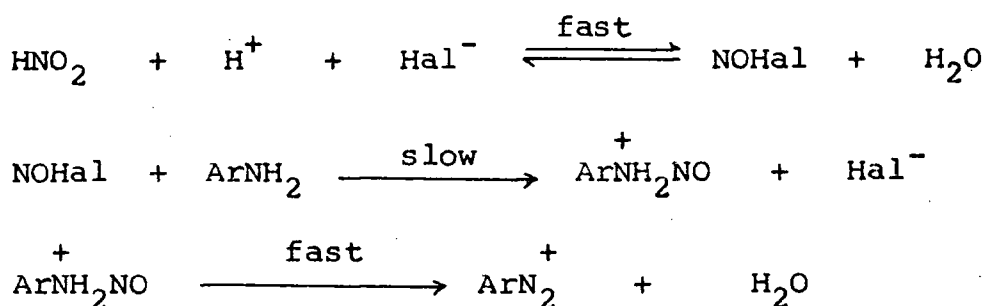 fast
HNO₂ + H⁺ + Hal⁻ ⇌ NOHal + H₂O
slow +
NOHal + ArNH₂ ⟶ ArNH₂NO + Hal⁻
+ fast +
ArNH₂NO ⟶ ArN₂ + H₂O